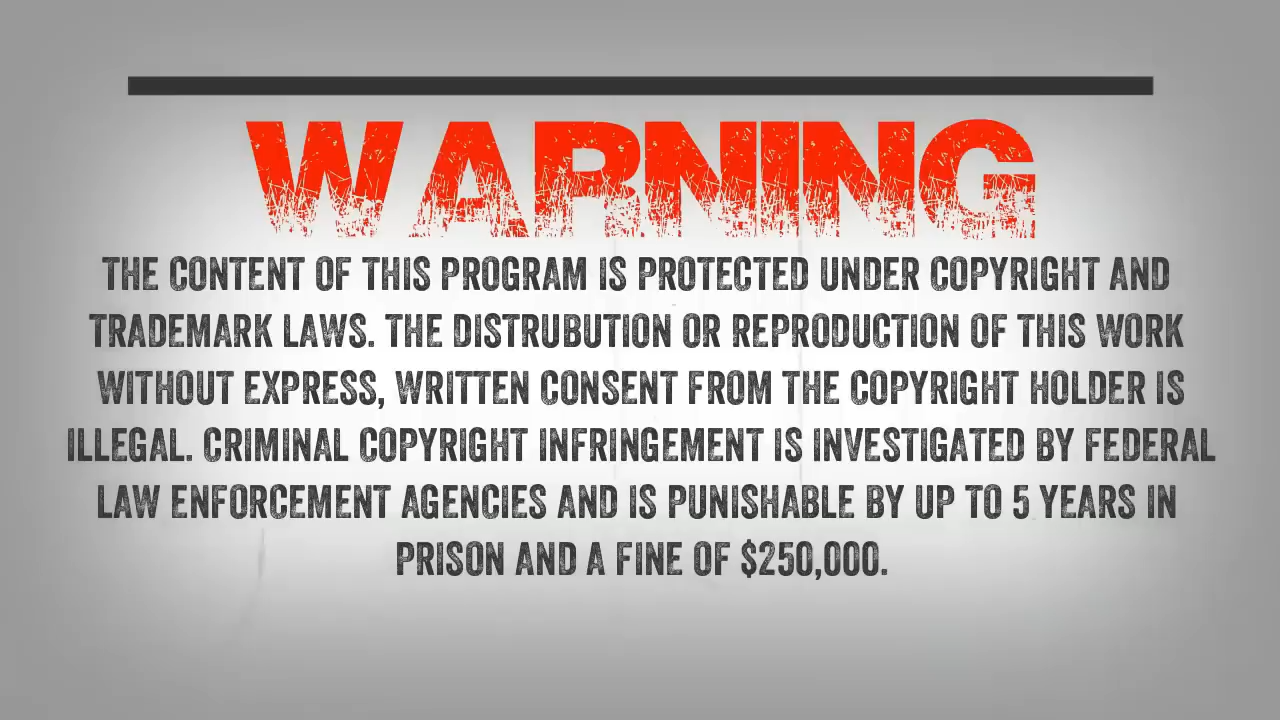 WARNING
THE CONTENT OF THIS PROGRAM IS PROTECTED UNDER COPYRIGHT AND
TRADEMARK LAWS. THE DISTRUBUTION OR REPRODUCTION OF THIS WORK
WITHOUT EXPRESS, WRITTEN CONSENT FROM THE COPYRIGHT HOLDER IS
ILLEGAL. CRIMINAL COPYRIGHT INFRINGEMENT IS INVESTIGATED BY FEDERAL
LAW ENFORCEMENT AGENCIES AND IS PUNISHABLE BY UP TO 5 YEARS IN
PRISON AND A FINE OF $250,000.